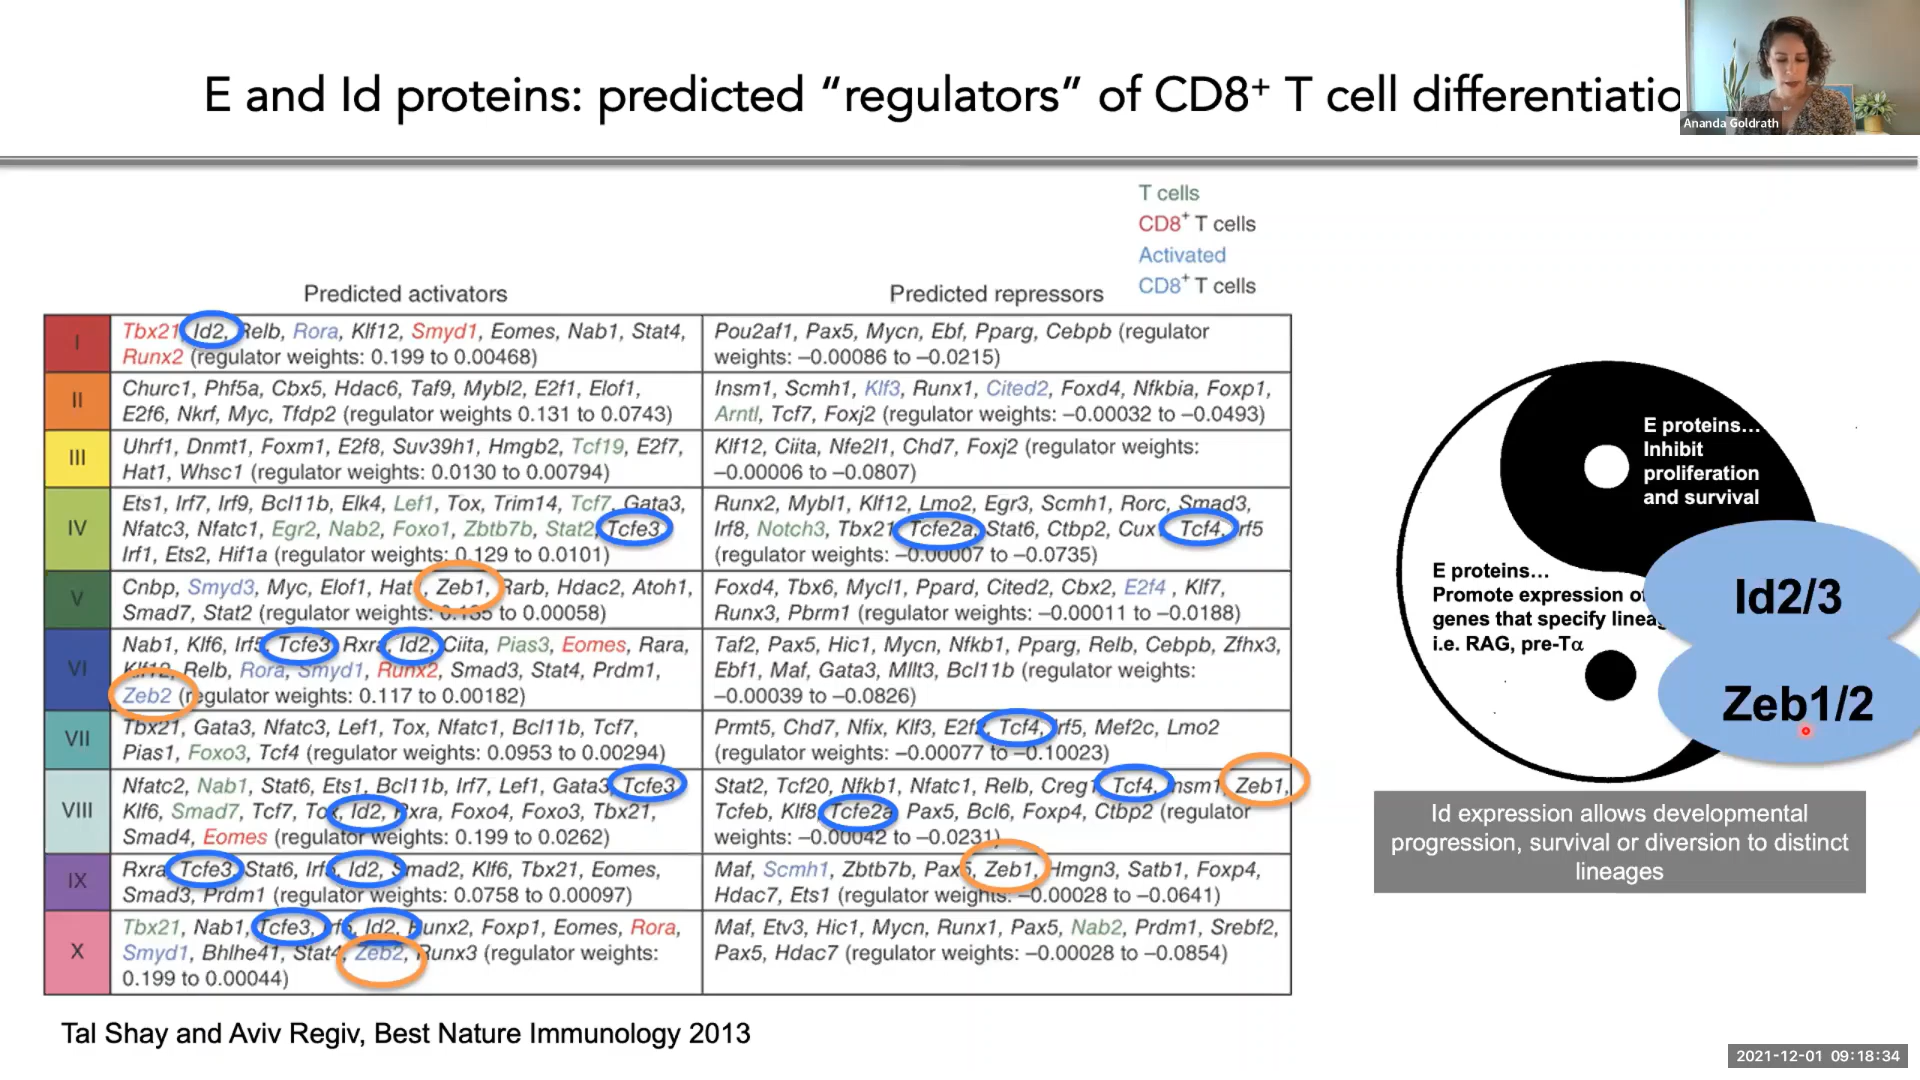 E and Id proteins: predicted “regulators” of CD8+ T cell differentiatio
Ananda Goldrath
T cells
CD8+ T cells
Activated
CD8+ T cells
Predicted activators
Predicted repressors
I
Tbx21, Id2, Relb, Rora, Klf12, Smyd1, Eomes, Nab1, Stat4,
Runx2 (regulator weights: 0.199 to 0.00468)
Pou2af1, Pax5, Mycn, Ebf, Pparg, Cebpb (regulator
weights: –0.00086 to –0.0215)
II
Churc1, Phf5a, Cbx5, Hdac6, Taf9, Mybl2, E2f1, Elof1,
E2f6, Nkrf, Myc, Tfdp2 (regulator weights 0.131 to 0.0743)
Insm1, Scmh1, Klf3, Runx1, Cited2, Foxd4, Nfkbia, Foxp1,
Arntl, Tcf7, Foxj2 (regulator weights: –0.00032 to –0.0493)
III
Uhrf1, Dnmt1, Foxm1, E2f8, Suv39h1, Hmgb2, Tcf19, E2f7,
Hat1, Whsc1 (regulator weights: 0.0130 to 0.00794)
Klf12, Ciita, Nfe2l1, Chd7, Foxj2 (regulator weights:
–0.00006 to –0.0807)
IV
Ets1, Irf7, Irf9, Bcl11b, Elk4, Lef1, Tox, Trim14, Tcf7, Gata3,
Nfatc3, Nfatc1, Egr2, Nab2, Foxo1, Zbtb7b, Stat2, Tcfe3
Irf1, Ets2, Hif1a (regulator weights: 0.129 to 0.0101)
Runx2, Mybl1, Klf12, Lmo2, Egr3, Scmh1, Rorc, Smad3,
Irf8, Notch3, Tbx21, Tcfe2a, Stat6, Ctbp2, Cux Tcf4, Irf5
(regulator weights: –0.00007 to –0.0735)
V
Cnbp, Smyd3, Myc, Elof1, Hat Zeb1, Rarb, Hdac2, Atoh1,
Smad7, Stat2 (regulator weights: to 0.00058)
Foxd4, Tbx6, Mycl1, Ppard, Cited2, Cbx2, E2f4 , Klf7,
Runx3, Pbrm1 (regulator weights: –0.00011 to –0.0188)
VI
Nab1, Klf6, Irf5, Tcfe3, Rxra, Id2, Ciita, Pias3, Eomes, Rara,
Klf12, Relb, Rora, Smyd1, Runx2, Smad3, Stat4, Prdm1,
Zeb2 (regulator weights: 0.117 to 0.00182)
Taf2, Pax5, Hic1, Mycn, Nfkb1, Pparg, Relb, Cebpb, Zfhx3,
Ebf1, Maf, Gata3, Mllt3, Bcl11b (regulator weights:
–0.00039 to –0.0826)
VII
Tbx21, Gata3, Nfatc3, Lef1, Tox, Nfatc1, Bcl11b, Tcf7,
Pias1, Foxo3, Tcf4 (regulator weights: 0.0953 to 0.00294)
Prmt5, Chd7, Nfix, Klf3, Tcf4, Irf5, Mef2c, Lmo2
(regulator weights: –0.00077 to –0.10023)
VIII
Nfatc2, Nab1, Stat6, Ets1, Bcl11b, Irf7, Lef1, Gata3, Tcfe3
Klf6, Smad7, Tcf7, Tox, Id2, Rxra, Foxo4, Foxo3, Tbx21,
Smad4, Eomes (regulator weights: 0.199 to 0.0262)
Stat2, Tcf20, Nfkb1, Nfatc1, Relb, Creg1, Tcf4, Insm1, Zeb1,
Tcfeb, Klf8, Tcfe2a, Pax5, Bcl6, Foxp4, Ctbp2 (regulator
weights: –0.00042 to –0.0231)
IX
Rxra, Tcfe3, Stat6, Id2, Smad2, Klf6, Tbx21, Eomes,
Smad3, Prdm1 (regulator weights: 0.0758 to 0.00097)
Maf, Scmh1, Zbtb7b, Pax5, Zeb1, Hmgn3, Satb1, Foxp4,
Hdac7, Ets1 (regulator weights: –0.00028 to –0.0641)
X
Tbx21, Nab1, Tcfe3, Id2, Runx2, Foxp1, Eomes, Rora,
Smyd1, Bhlhe41, Stat4, Zeb2, Runx3 (regulator weights:
0.199 to 0.00044)
Maf, Etv3, Hic1, Mycn, Runx1, Pax5, Nab2, Prdm1, Srebf2,
Pax5, Hdac7 (regulator weights: –0.00028 to –0.0854)
E proteins...
Inhibit
proliferation
and survival
E proteins...
Promote expression of
genes that specify lineag
i.e. RAG, pre-Tα
Id2/3
Zeb1/2
Id expression allows developmental
progression, survival or diversion to distinct
lineages
Tal Shay and Aviv Regiv, Best Nature Immunology 2013
2021-12-01 09:18:34